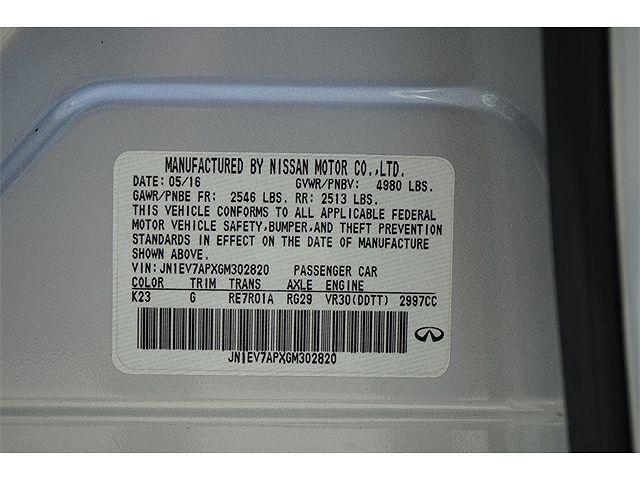 MANUFACTURED BY NISSAN MOTOR CO.,LTD.
DATE: 05/16 GVWR/PNBV: 4980 LBS.
GAWR/PNBE FR: 2546 LBS. RR: 2513 LBS.
THIS VEHICLE CONFORMS TO ALL APPLICABLE FEDERAL
MOTOR VEHICLE SAFETY,BUMPER,AND THEFT PREVENTION
STANDARDS IN EFFECT ON THE DATE OF MANUFACTURE
SHOWN ABOVE.
VIN: JN1EV7APXGM302820 PASSENGER CAR
COLOR TRIM TRANS AXLE ENGINE
K23 G RE7R01A RG29 VR30(DDTT) 2997CC
JN1EV7APXGM302820